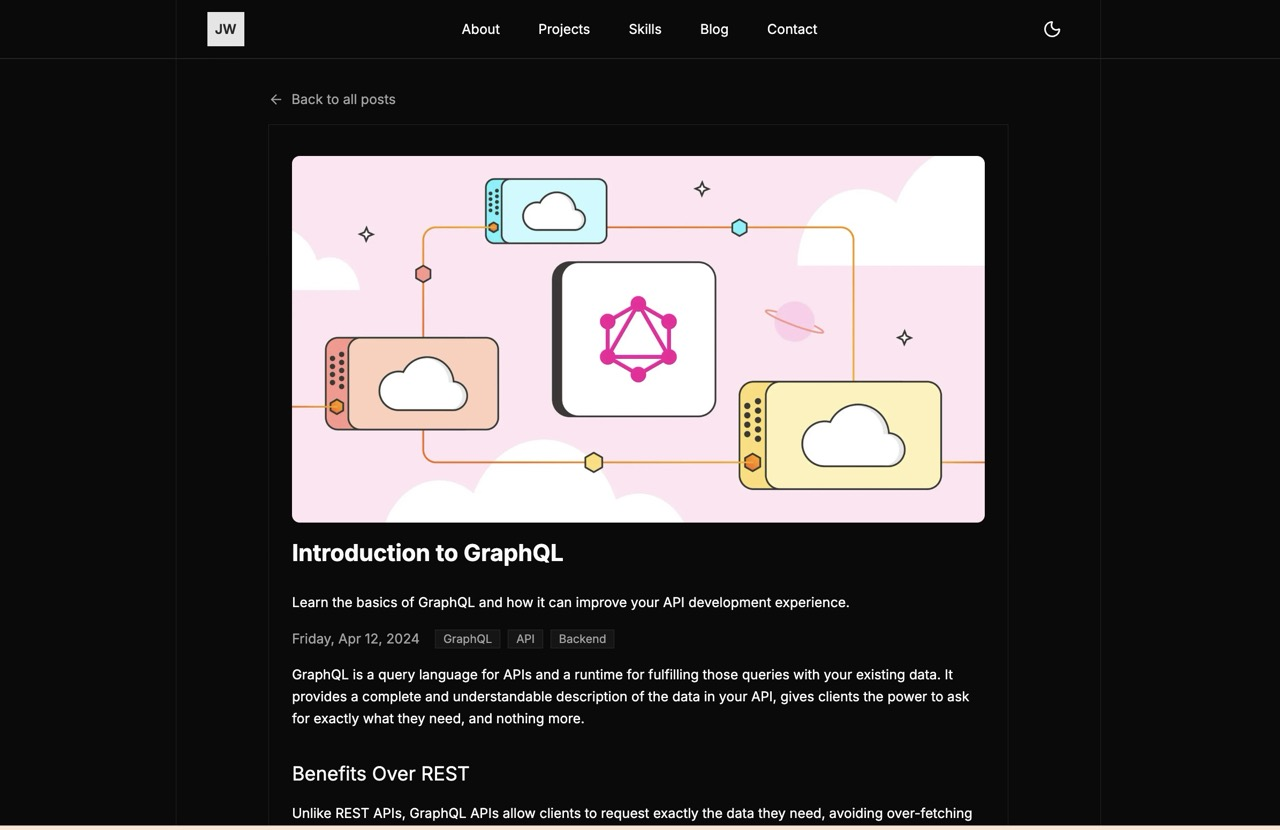 JW
About
Projects
Skills
Blog
Contact
Back to all posts
Introduction to GraphQL
Learn the basics of GraphQL and how it can improve your API development experience.
Friday, Apr 12, 2024 GraphQL API Backend
GraphQL is a query language for APIs and a runtime for fulfilling those queries with your existing data. It
provides a complete and understandable description of the data in your API, gives clients the power to ask
for exactly what they need, and nothing more.
Benefits Over REST
Unlike REST APIs, GraphQL APIs allow clients to request exactly the data they need, avoiding over-fetching